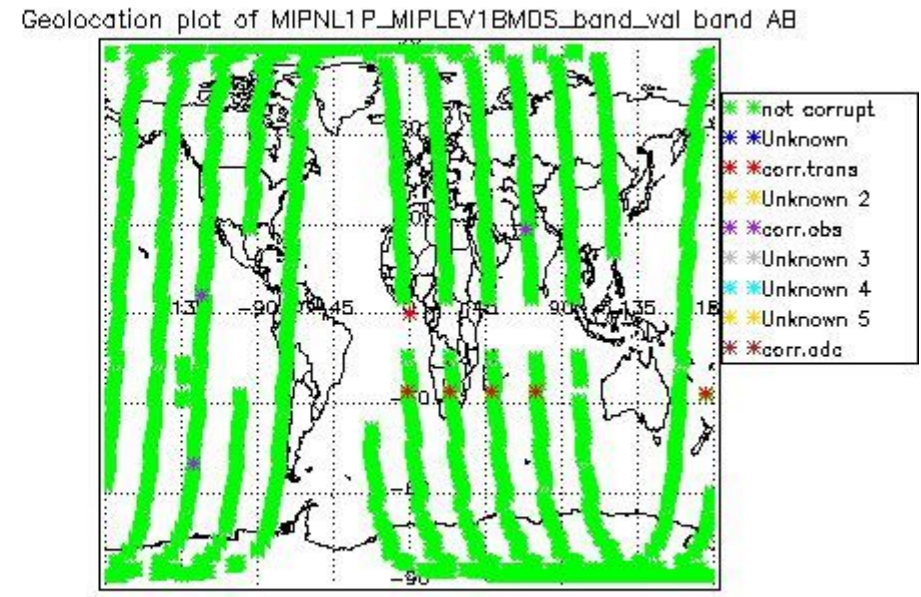 Geolocation plot of MIPNL1P_MIPLEV1BMDS_band_val band AB
not corrupt
Unknown
corr.trans
Unknown 2
corr.obs
Unknown 3
Unknown 4
Unknown 5
corr.adc
-90
-45
45
90
135
-90